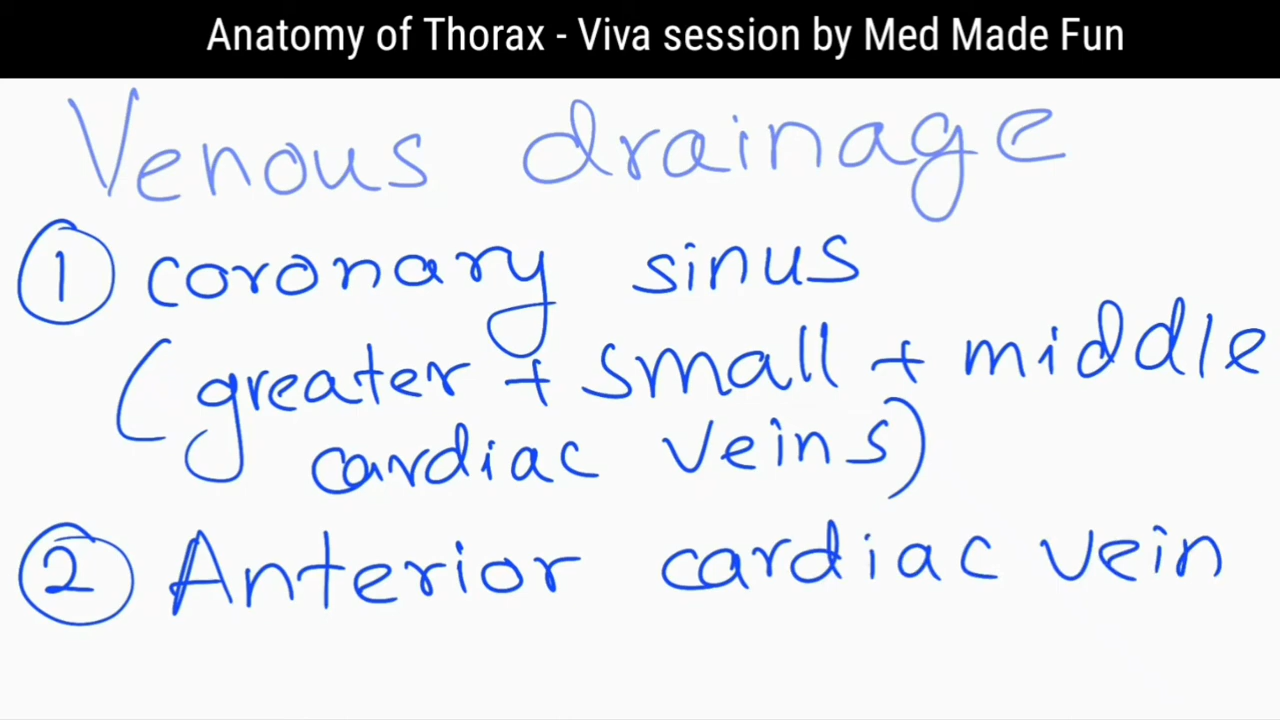 Anatomy of Thorax - Viva session by Med Made Fun
Venous drainage
① coronary sinus
(greater + small + middle
cardiac veins)
② Anterior cardiac vein